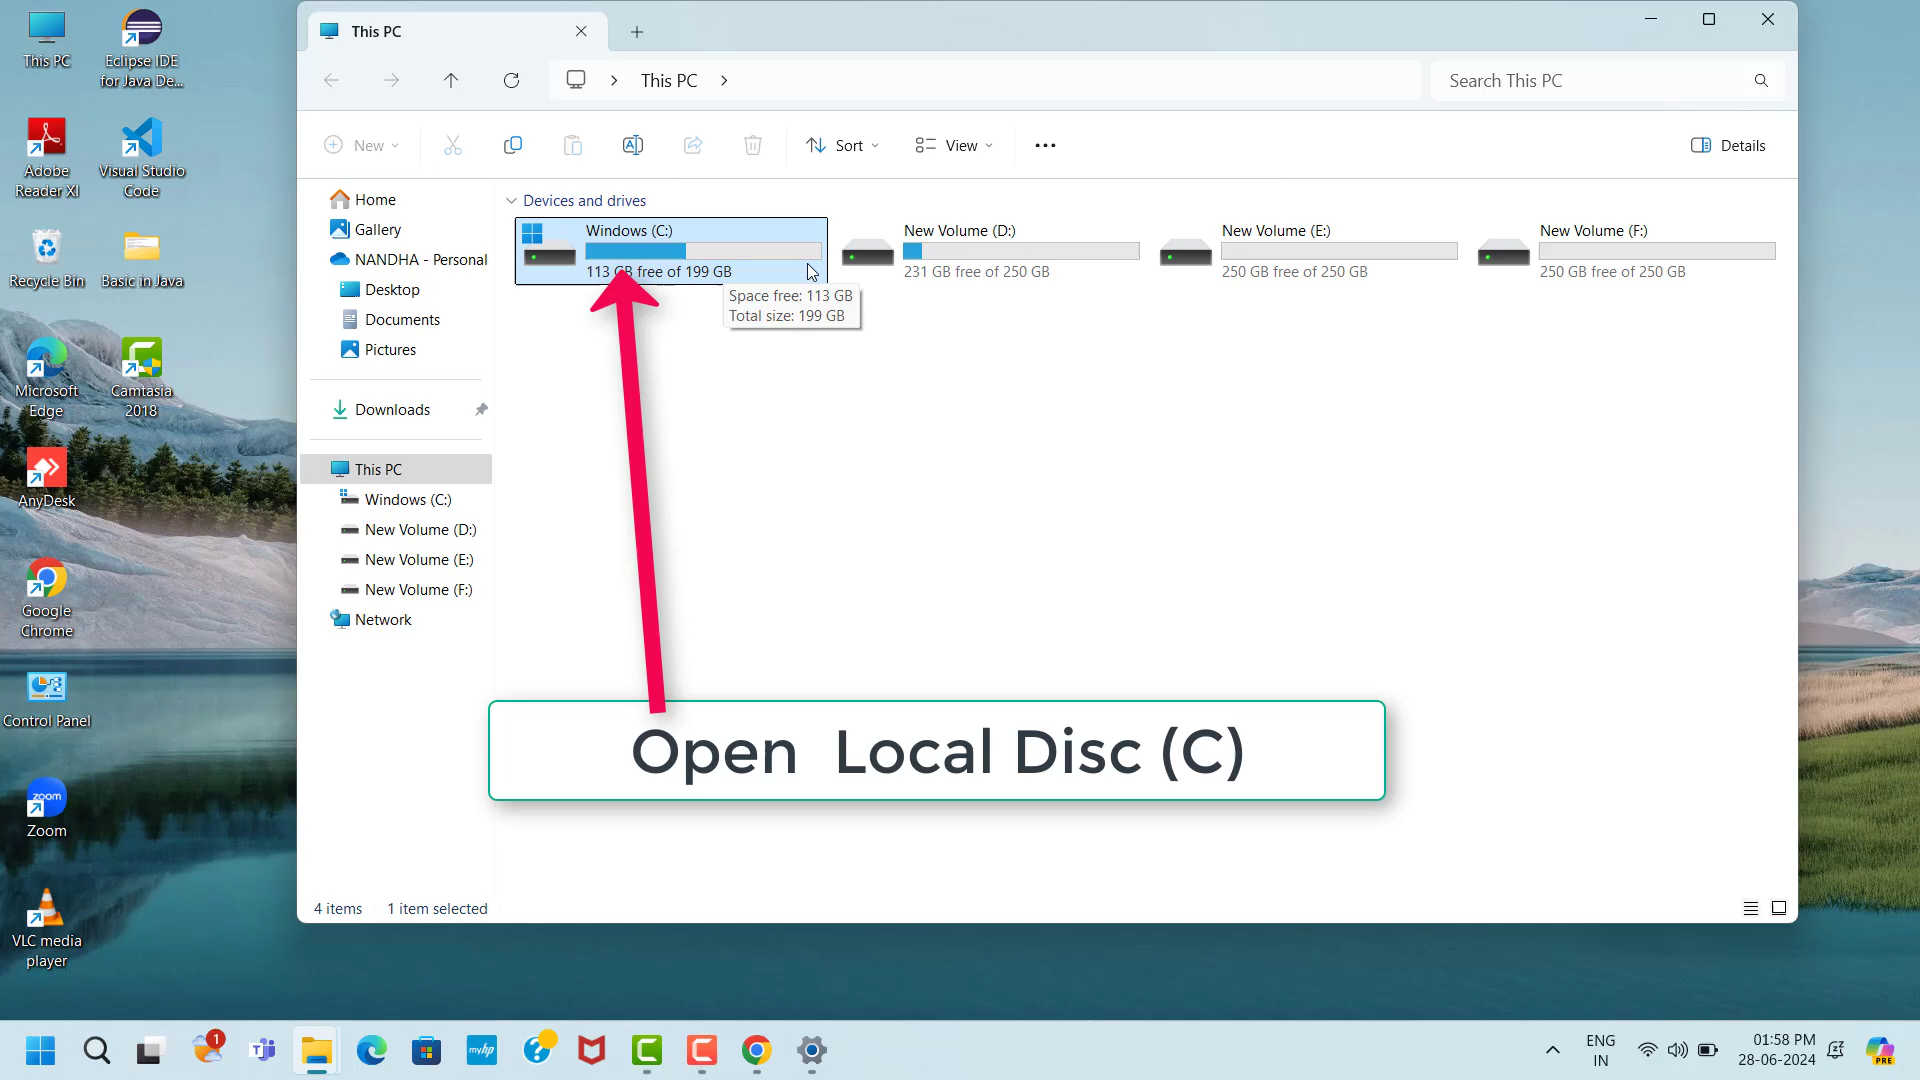 This PC
Eclipse IDE
for Java De...
Adobe
Reader XI
Visual Studio
Code
Recycle Bin
Basic in Java
Microsoft
Edge
Camtasia
2018
AnyDesk
Google
Chrome
Control Panel
zoom
Zoom
VLC media
player
This PC
This PC
Search This PC
New
Sort
View
Details
Home
Gallery
NANDHA - Personal
Desktop
Documents
Pictures
Downloads
This PC
Windows (C:)
New Volume (D:)
New Volume (E:)
New Volume (F:)
Network
Devices and drives
Windows (C:)
113 GB free of 199 GB
New Volume (D:)
231 GB free of 250 GB
New Volume (E:)
250 GB free of 250 GB
New Volume (F:)
250 GB free of 250 GB
Space free: 113 GB
Total size: 199 GB
Open Local Disc (C)
4 items
1 item selected
1
myhp
ENG
IN
01:58 PM
28-06-2024
PRE